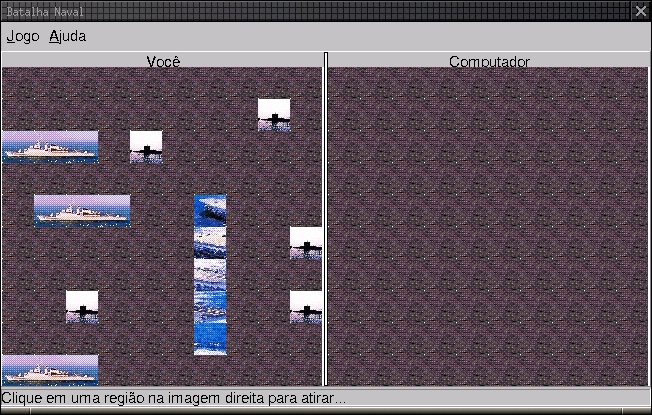 Batalha Naval
Jogo Ajuda
Você Computador
Clique em uma região na imagem direita para atirar...